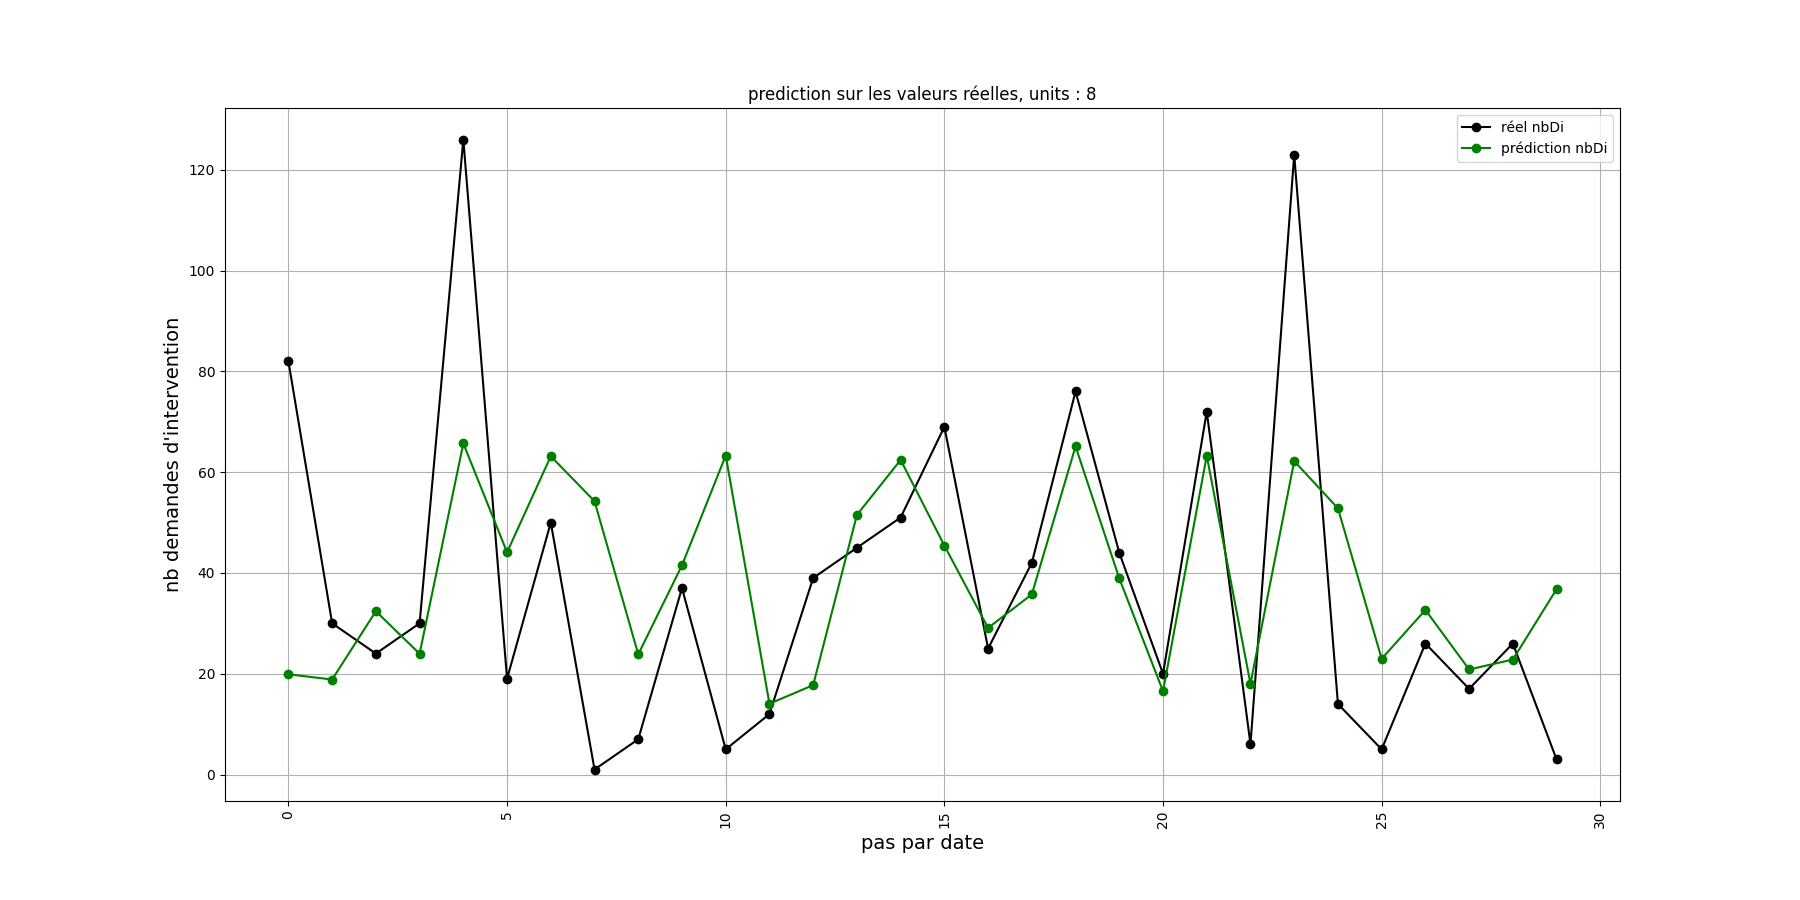 prediction sur les valeurs réelles, units : 8
réel nbDi
prédiction nbDi
nb demandes d'intervention
120
100
80
60
40
20
0
0
5
10
15
20
25
30
pas par date